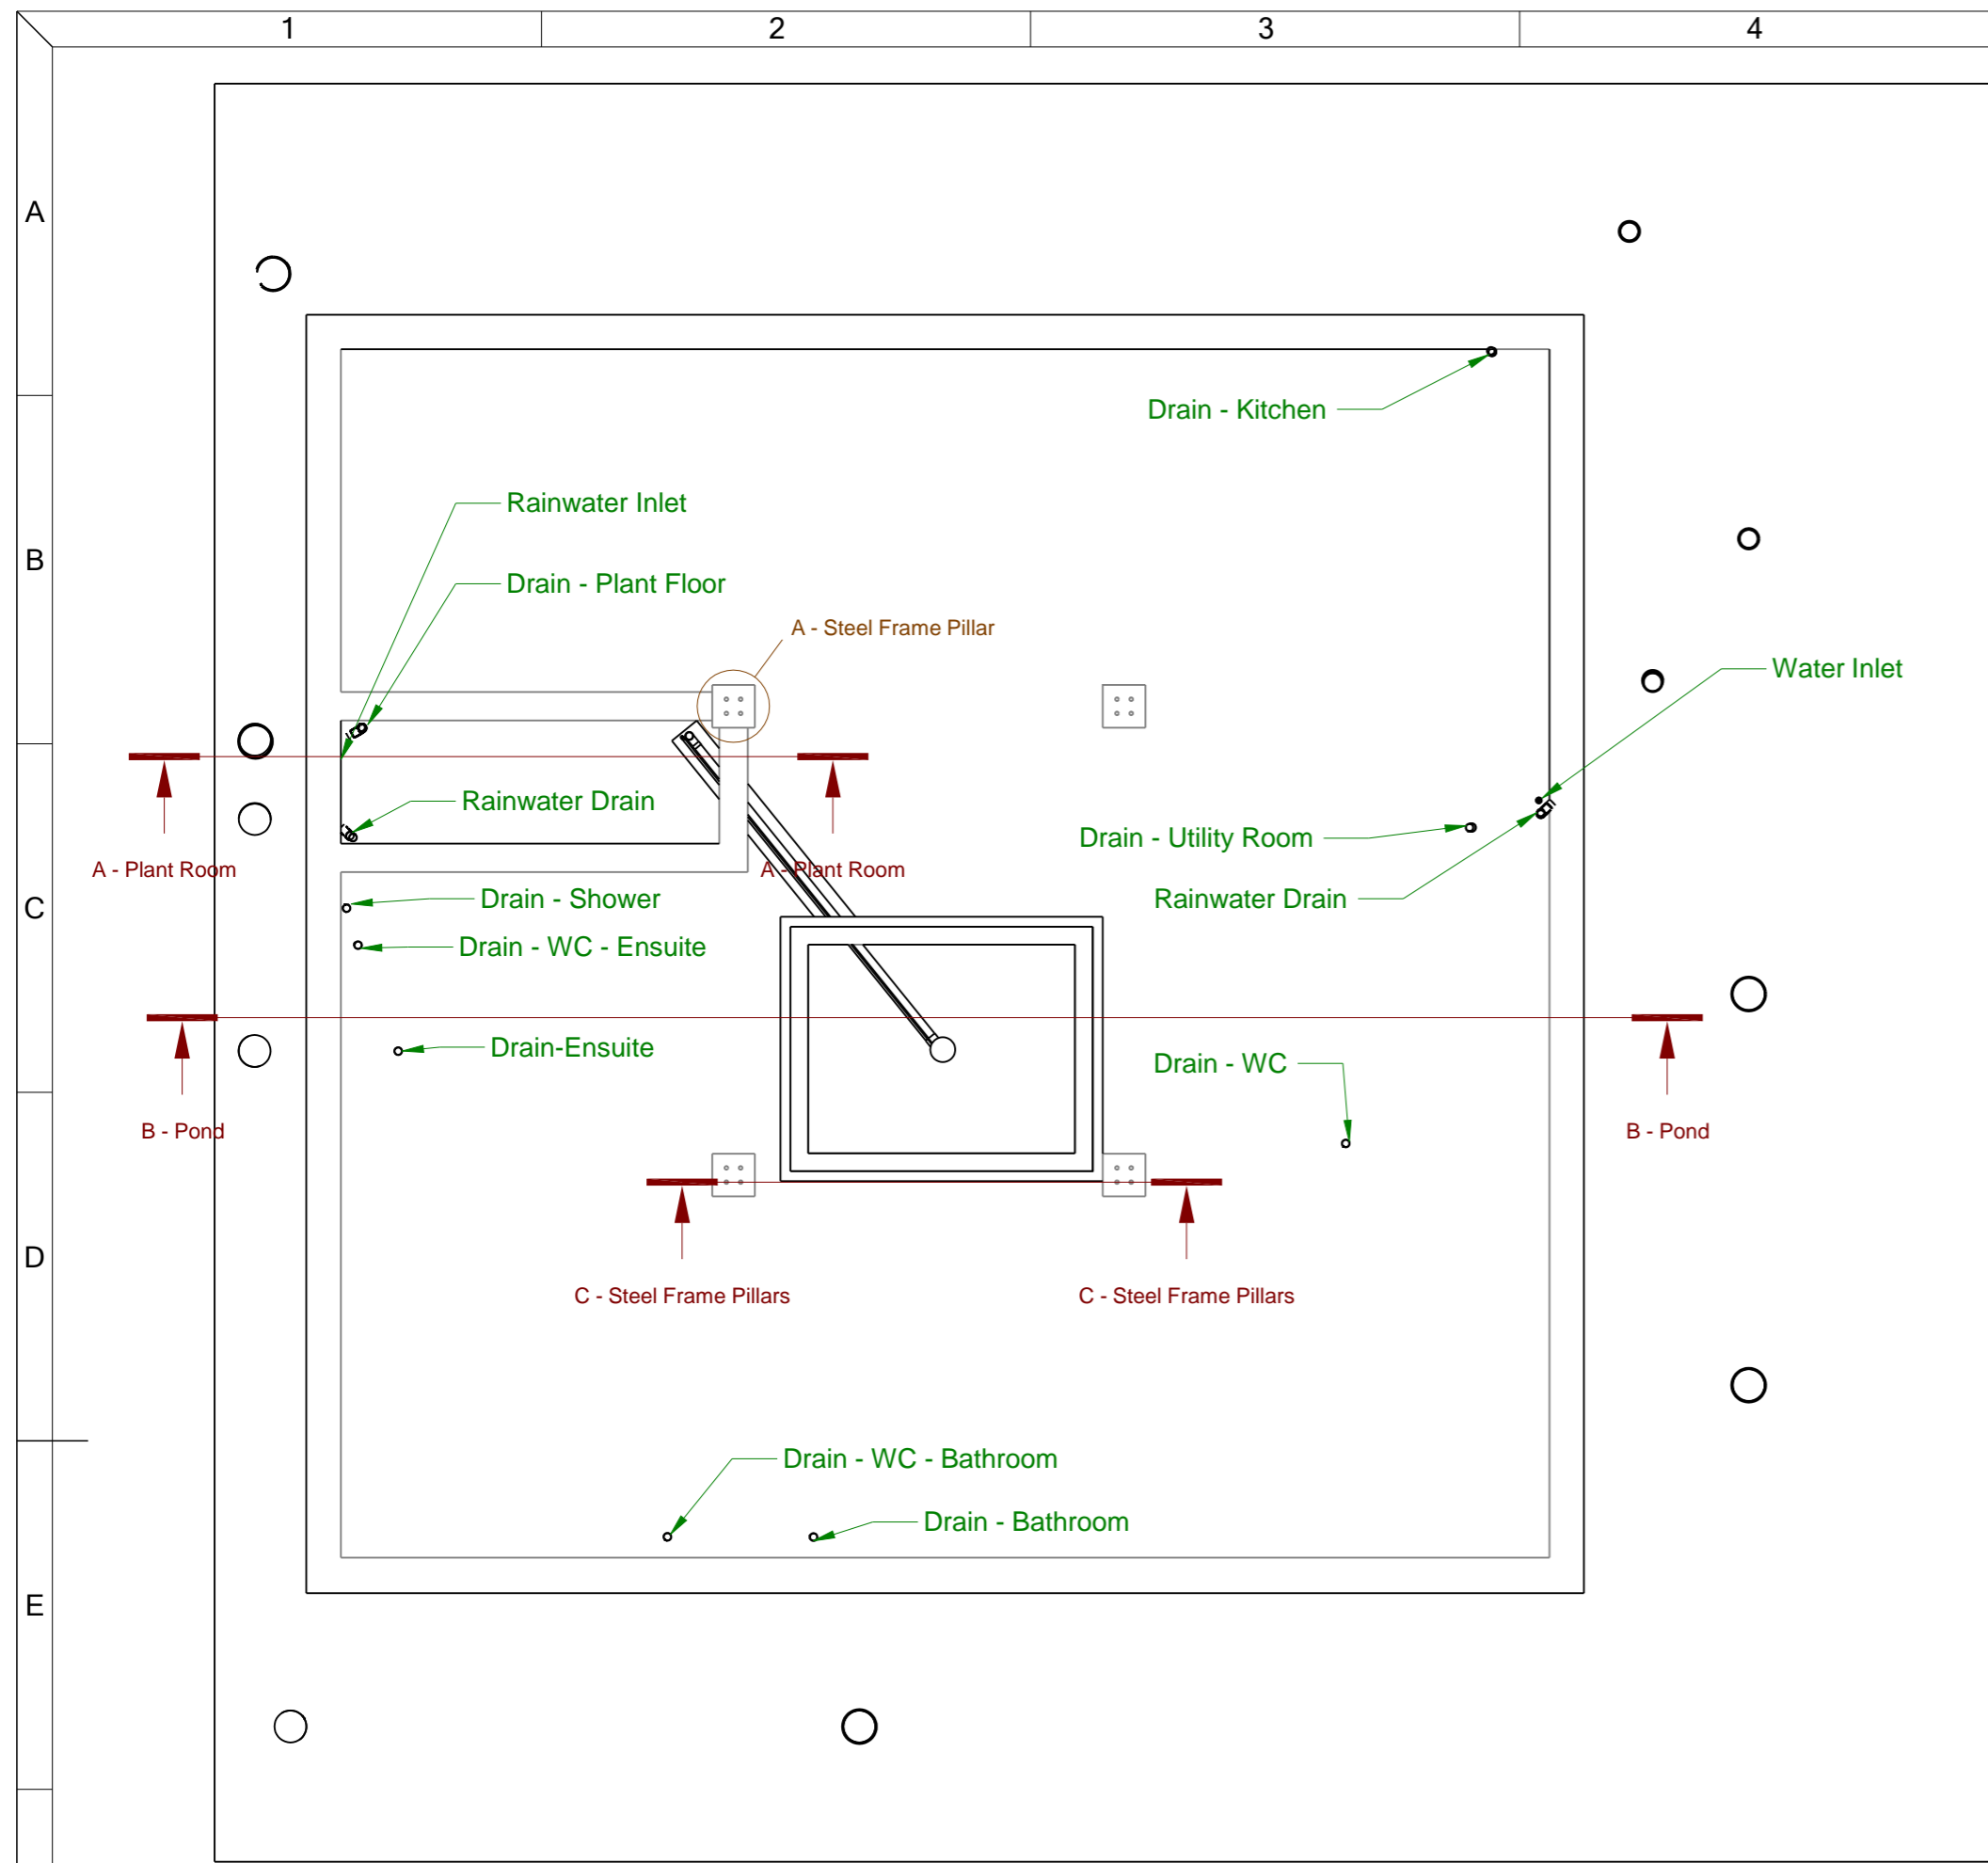 1
2
3
4
A
Drain - Kitchen
Rainwater Inlet
B
Drain - Plant Floor
A - Steel Frame Pillar
Water Inlet
Rainwater Drain
Drain - Utility Room
A - Plant Room
A - Plant Room
Drain - Shower
Rainwater Drain
C
Drain - WC - Ensuite
Drain-Ensuite
Drain - WC
B - Pond
B - Pond
D
C - Steel Frame Pillars
C - Steel Frame Pillars
Drain - WC - Bathroom
Drain - Bathroom
E